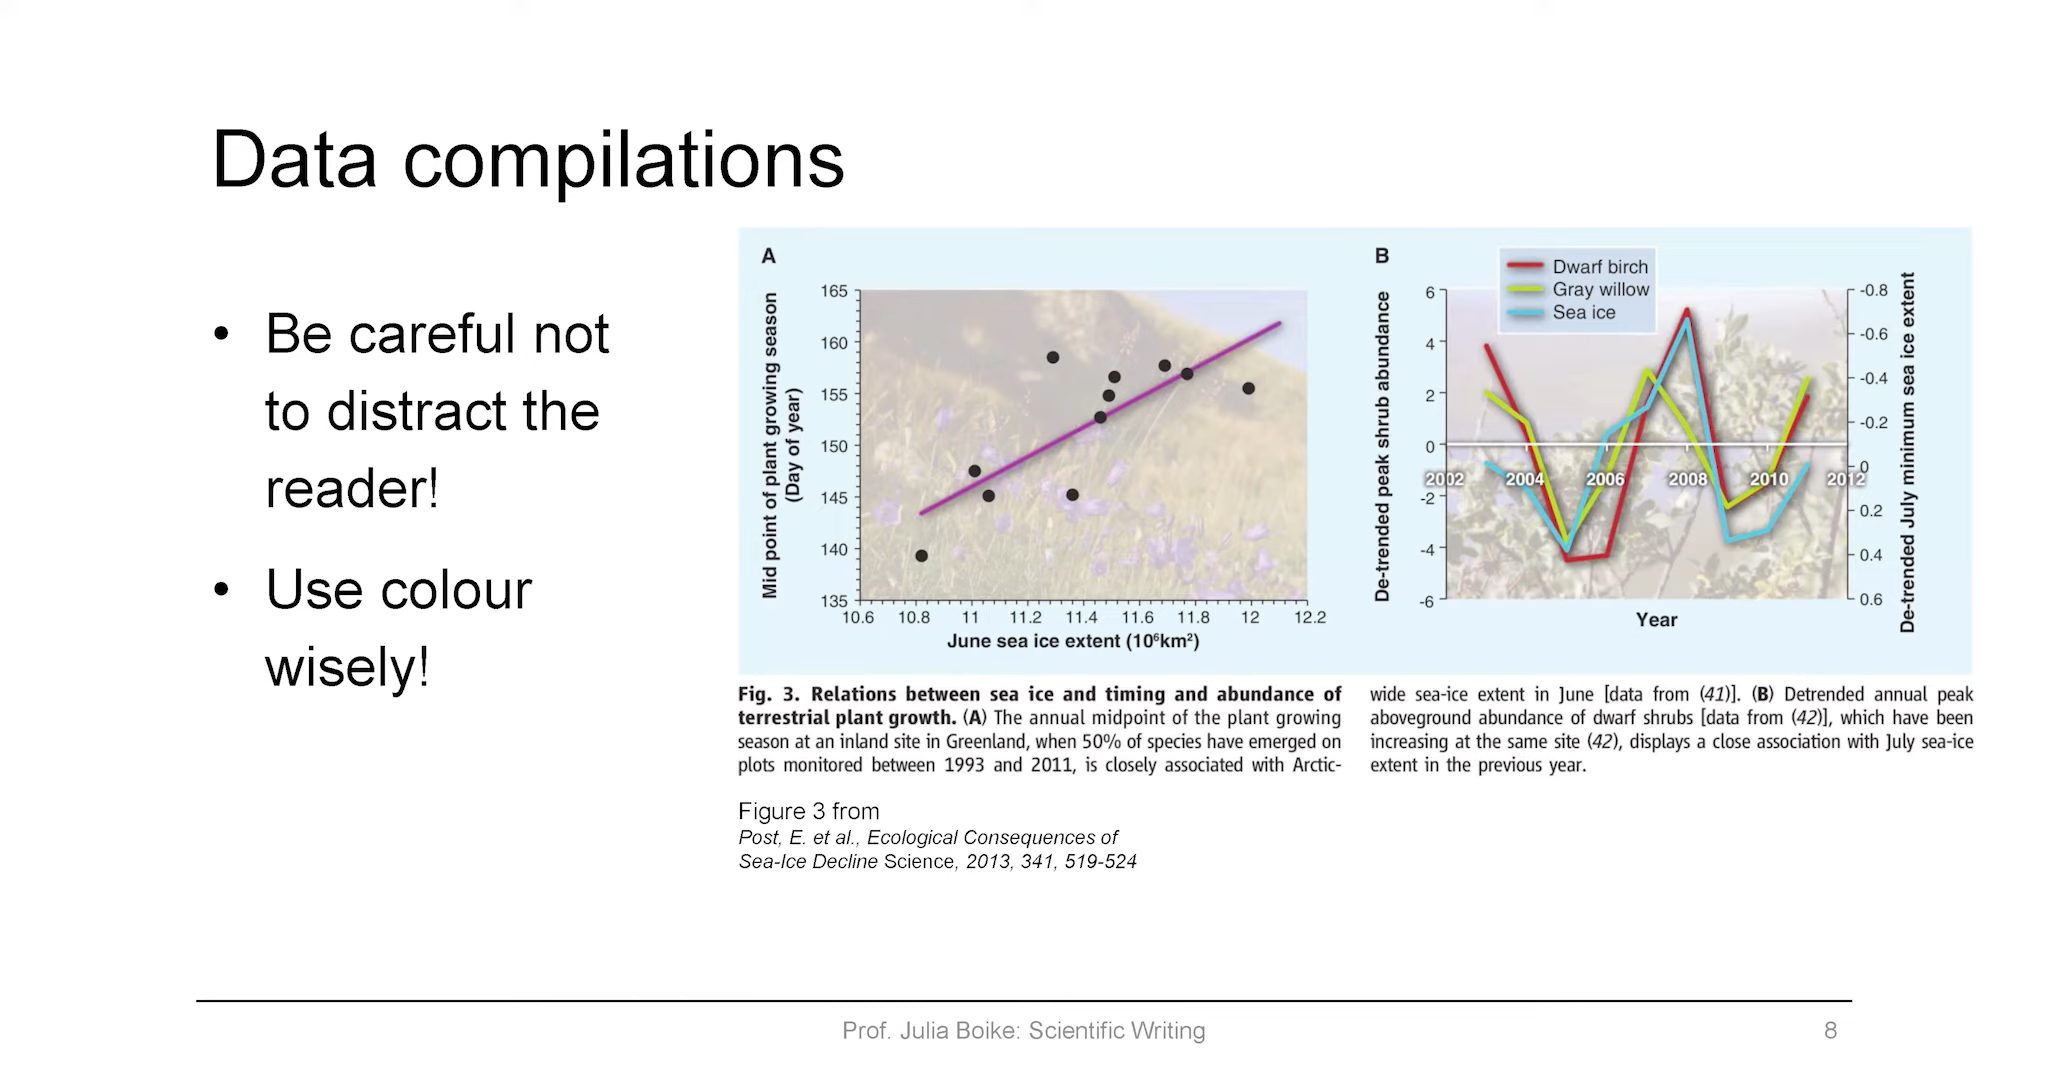 Data compilations
• Be careful not
to distract the
reader!
• Use colour
wisely!
A
Mid point of plant growing season
(Day of year)
165
160
155
150
145
140
135
10.6 10.8 11 11.2 11.4 11.6 11.8 12 12.2
June sea ice extent (10⁶km²)
B
Dwarf birch
Gray willow
Sea ice
De-trended peak shrub abundance
6
4
2
0
-2
-4
-6
2002 2004 2006 2008 2010 2012
Year
-0.8
-0.6
-0.4
-0.2
0
0.2
0.4
0.6
De-trended July minimum sea ice extent
Fig. 3. Relations between sea ice and timing and abundance of
terrestrial plant growth. (A) The annual midpoint of the plant growing
season at an inland site in Greenland, when 50% of species have emerged on
plots monitored between 1993 and 2011, is closely associated with Arctic-
wide sea-ice extent in June [data from (41)]. (B) Detrended annual peak
aboveground abundance of dwarf shrubs [data from (42)], which have been
increasing at the same site (42), displays a close association with July sea-ice
extent in the previous year.
Figure 3 from
Post, E. et al., Ecological Consequences of
Sea-Ice Decline Science, 2013, 341, 519-524
Prof. Julia Boike: Scientific Writing
8